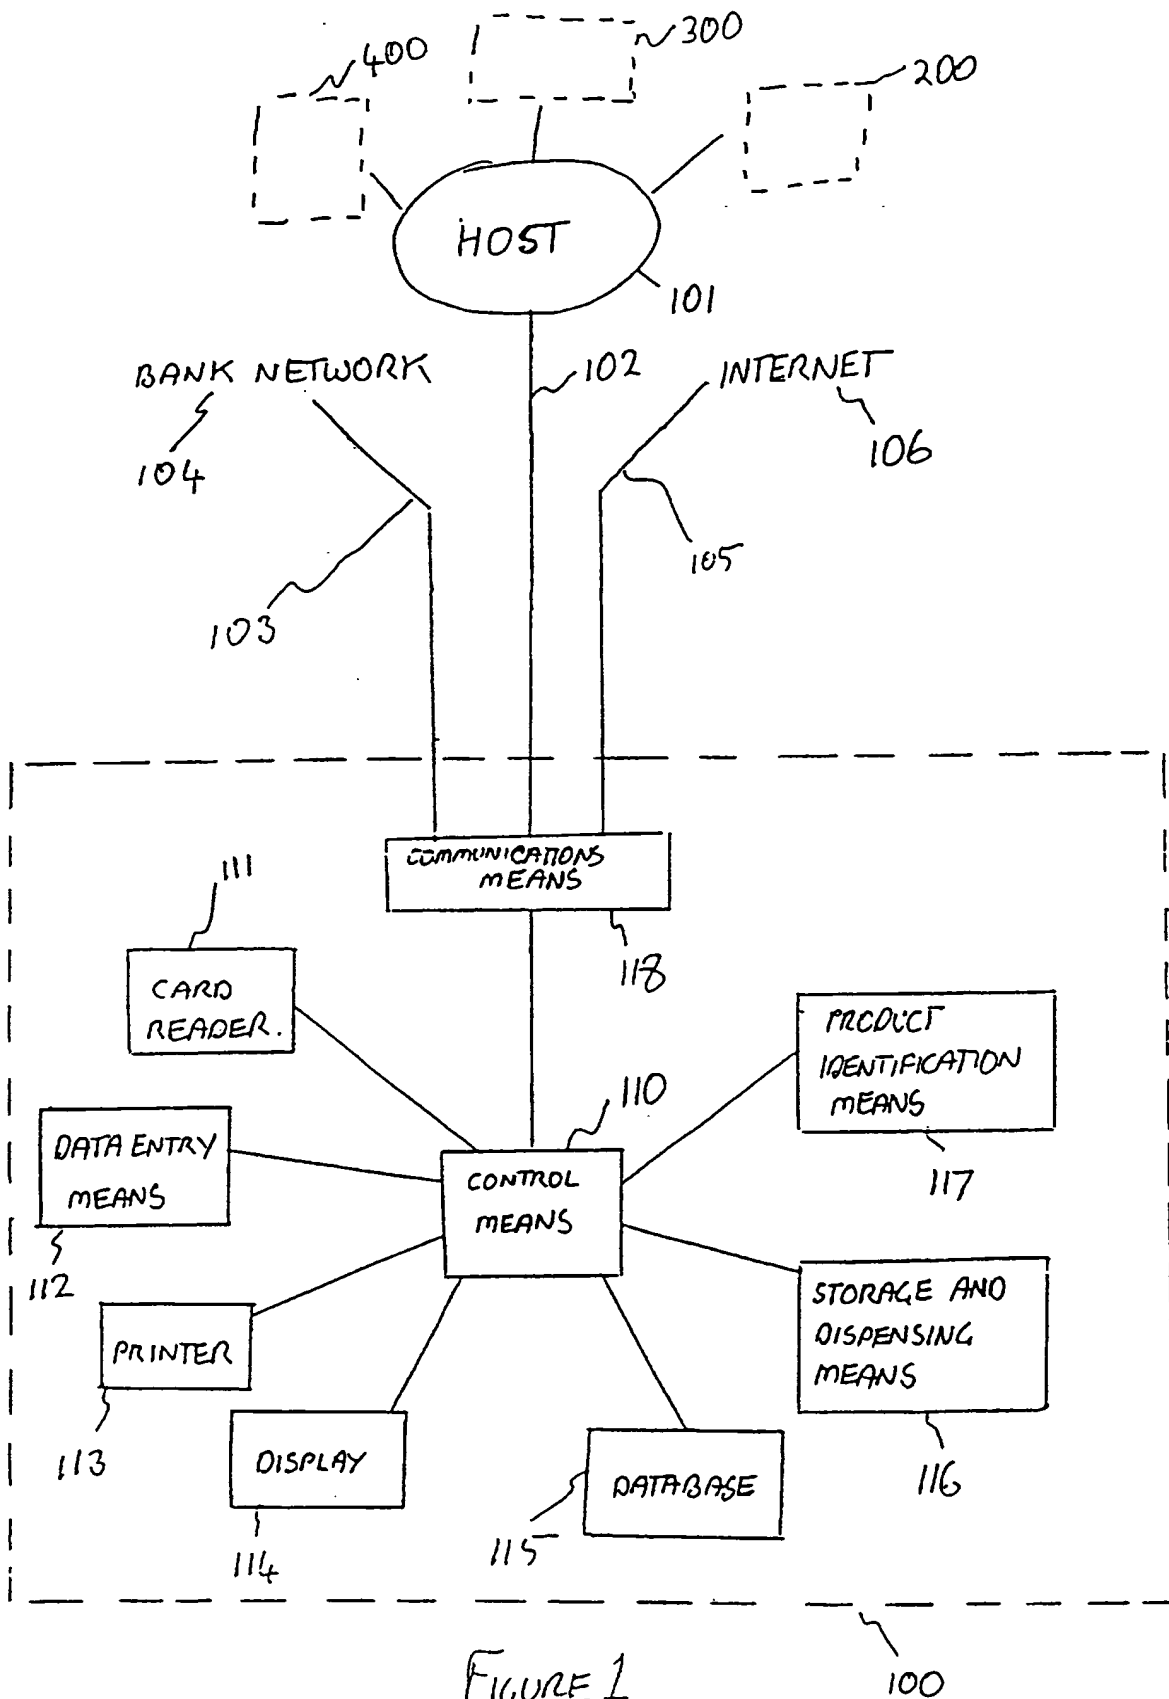 300
400
200
HOST
101
BANK NETWORK
102
INTERNET
104
106
105
103
COMMUNICATIONS
MEANS
111
118
CARD
READER.
PRODUCT
IDENTIFICATION
MEANS
110
DATA ENTRY
MEANS
CONTROL
MEANS
117
112
STORAGE AND
DISPENSING
MEANS
PRINTER
113
DISPLAY
DATABASE
116
114
115
100
FIGURE 1